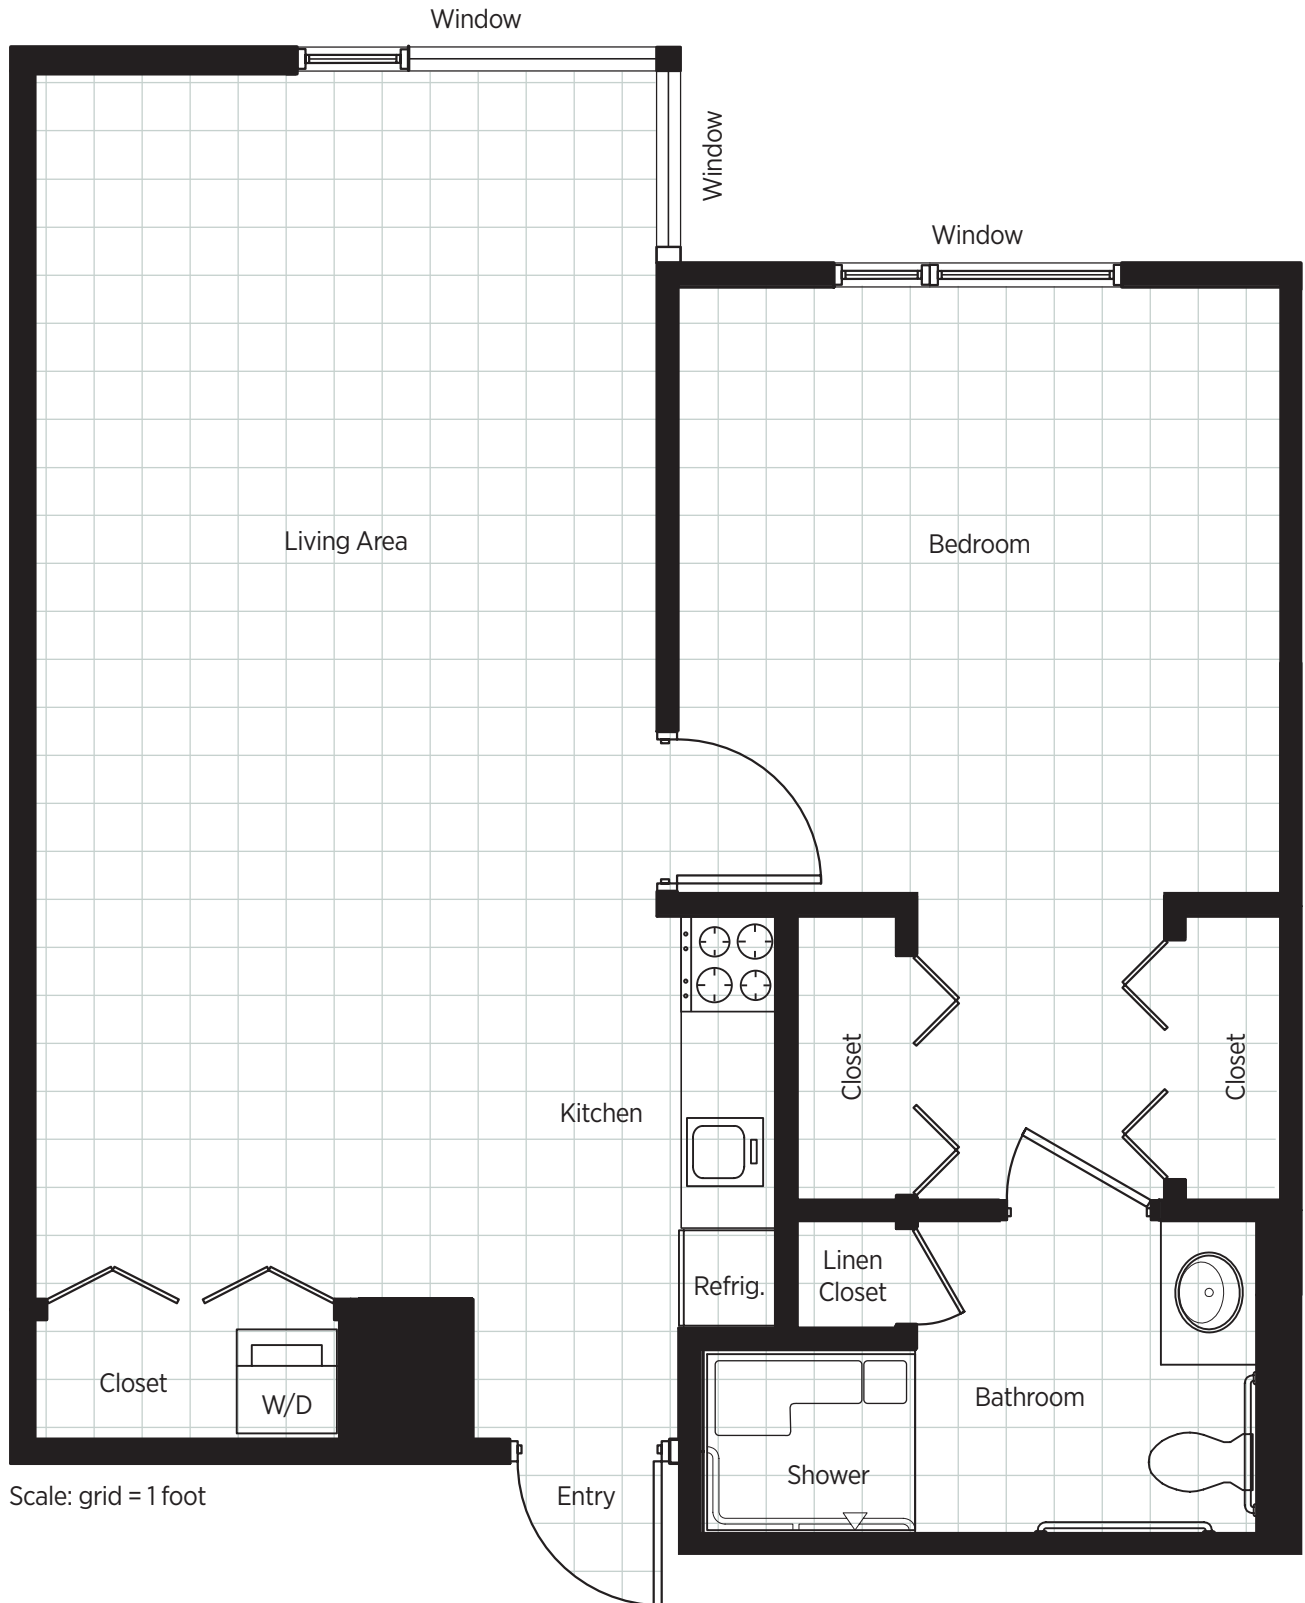 Window
Window
Window
Living Area
Bedroom
Closet
Closet
Kitchen
Linen
Closet
Refrig.
Closet
W/D
Bathroom
Shower
Entry
Scale: grid = 1 foot